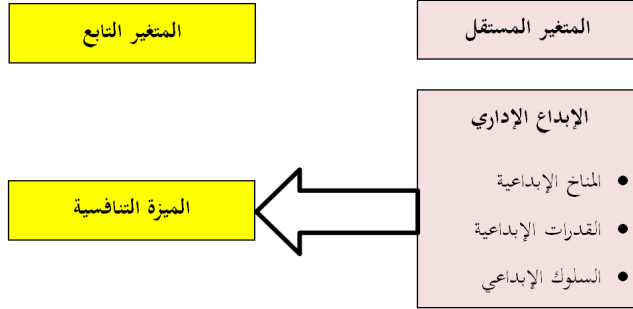 المتغير المستقل
المتغير التابع
الإبداع الإداري
المناخ الإبداعية
القدرات الإبداعية
السلوك الإبداعي
الميزة التنافسية